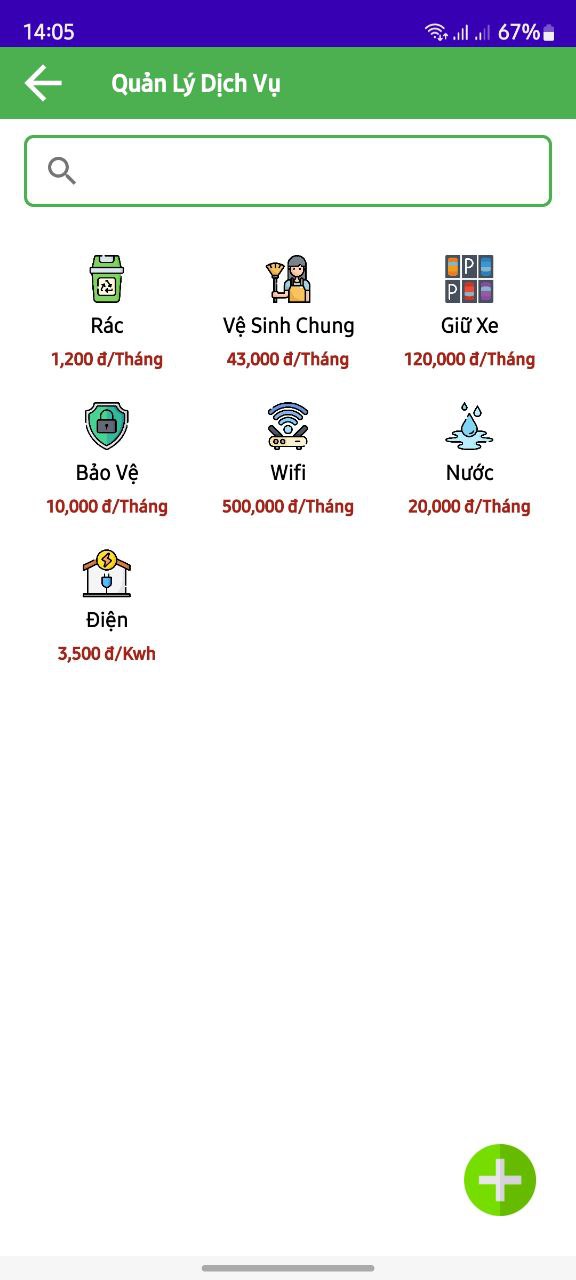 14:05
67%
Quản Lý Dịch Vụ
P
P
Rác
Vệ Sinh Chung
Giữ Xe
1,200 đ/Tháng
43,000 đ/Tháng
120,000 đ/Tháng
Bảo Vệ
Wifi
Nước
10,000 đ/Tháng
500,000 đ/Tháng
20,000 đ/Tháng
Điện
3,500 đ/Kwh